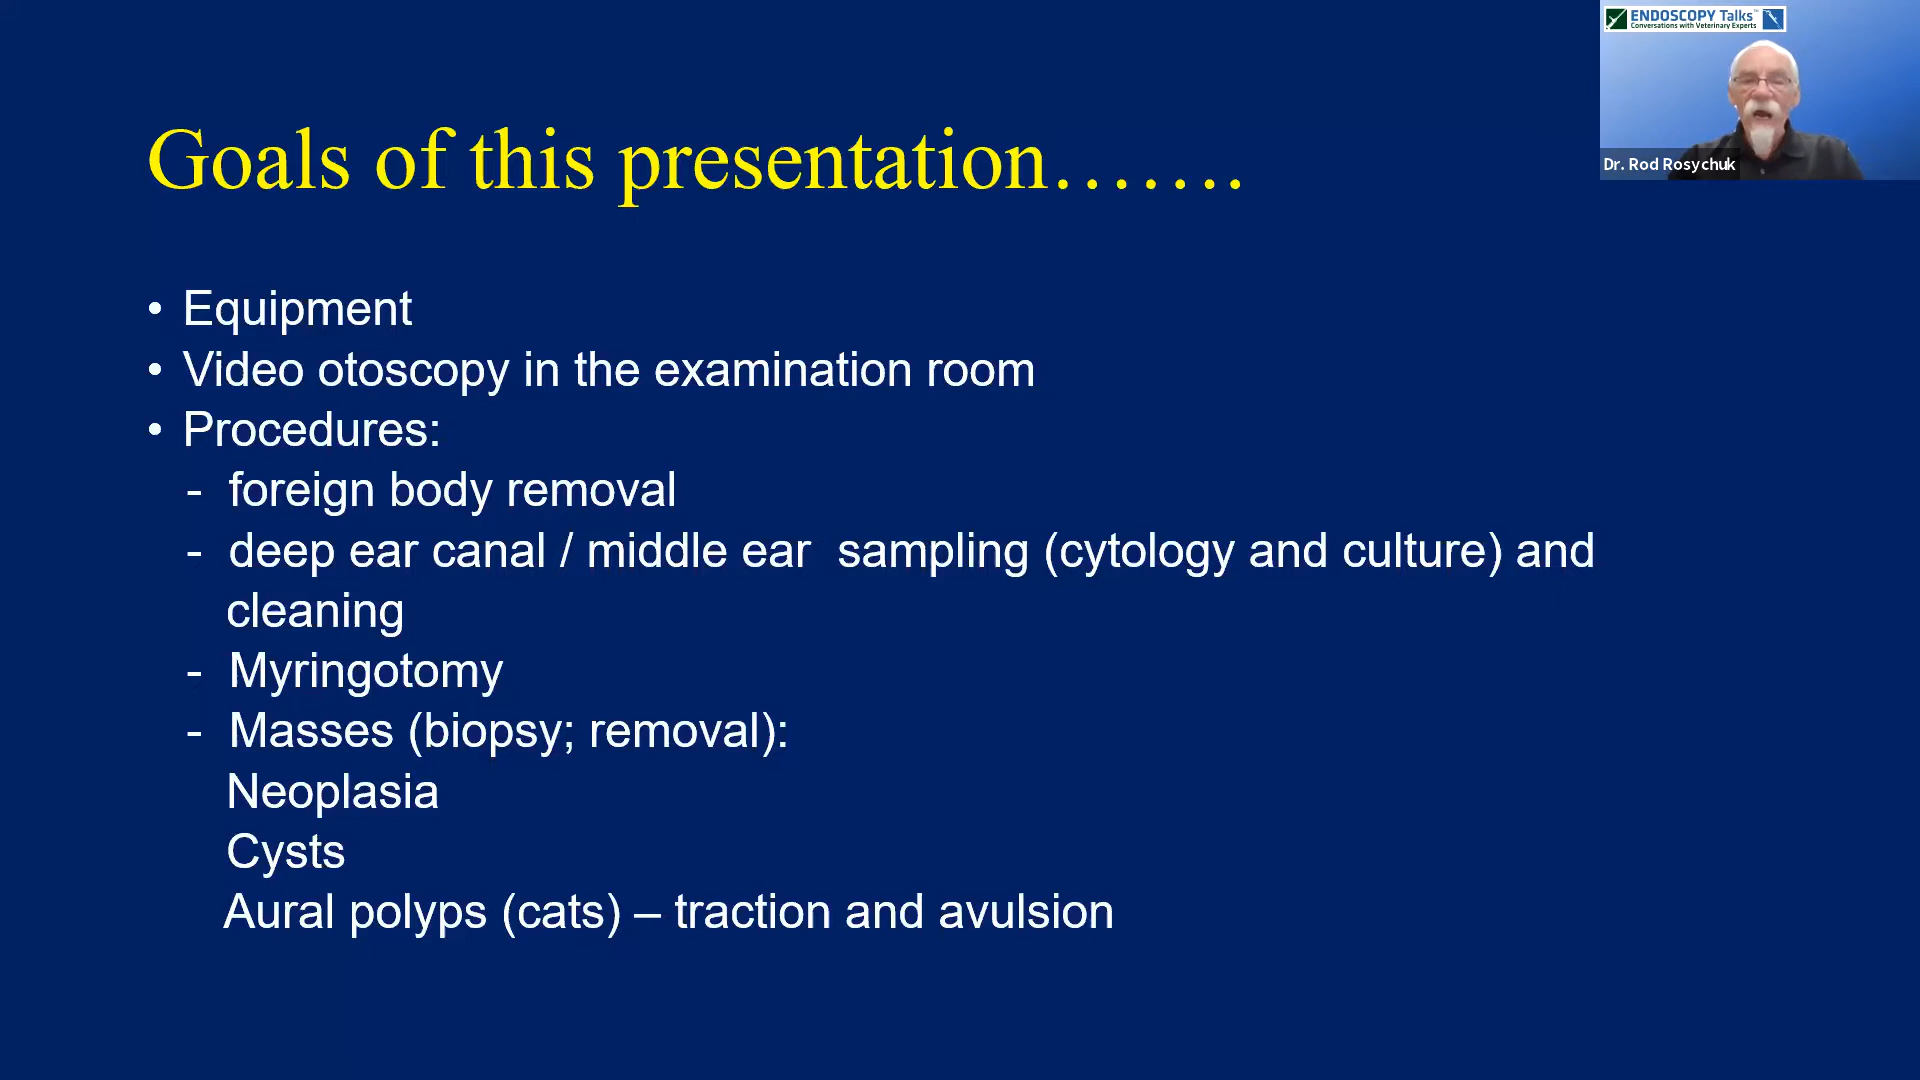 ENDOSCOPY Talks™
Conversations with Veterinary Experts
Dr. Rod Rosychuk
Goals of this presentation…….
• Equipment
• Video otoscopy in the examination room
• Procedures:
- foreign body removal
- deep ear canal / middle ear  sampling (cytology and culture) and
cleaning
- Myringotomy
- Masses (biopsy; removal):
Neoplasia
Cysts
Aural polyps (cats) – traction and avulsion